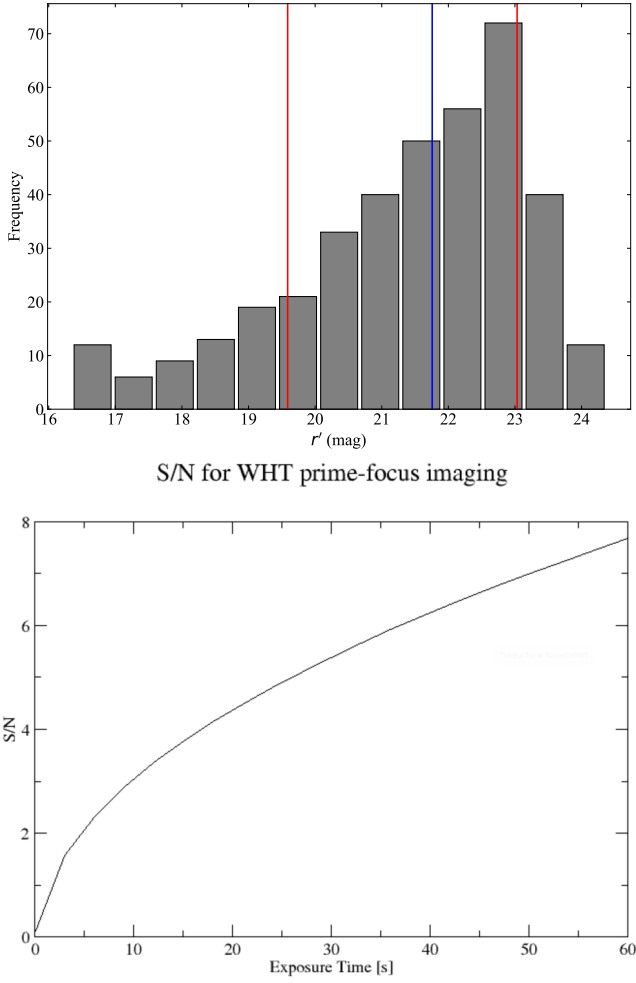 70
60
50
40
30
20
10
0
Frequency
16 17 18 19 20 21 22 23 24
r′ (mag)
S/N for WHT prime-focus imaging
8
6
4
2
0
S/N
0 10 20 30 40 50 60
Exposure Time [s]